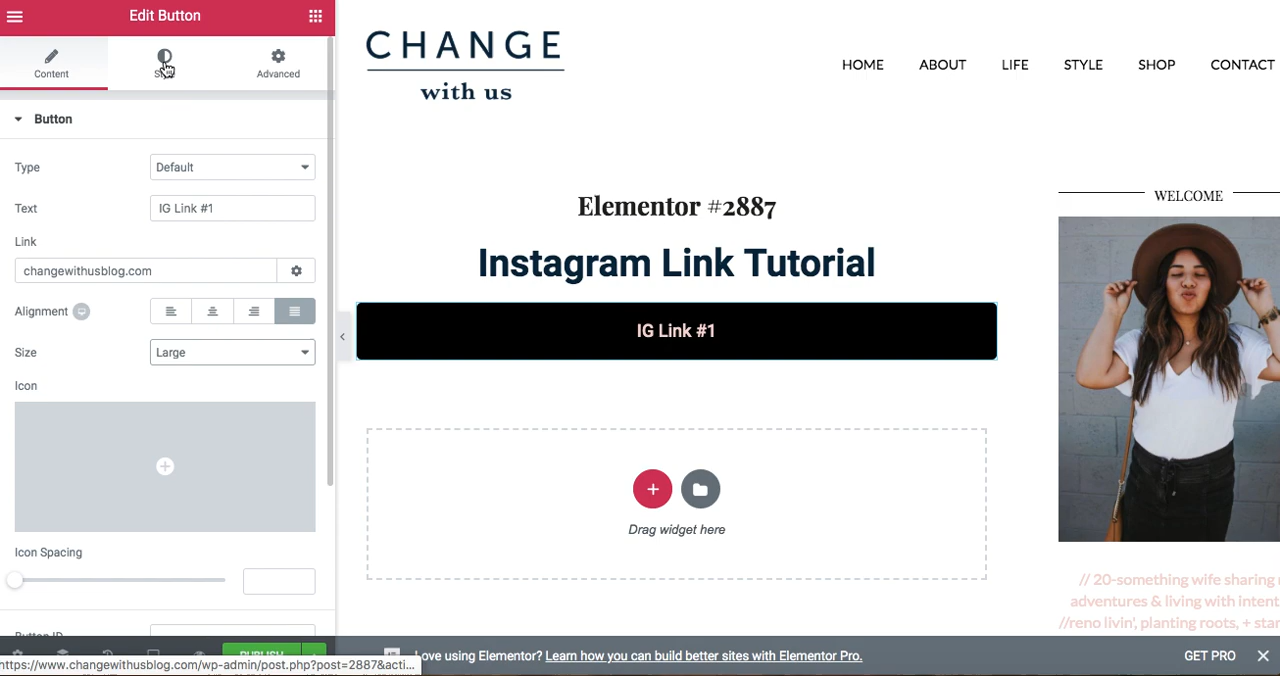 Edit Button
Content
Style
Advanced
Button
Type
Default
Text
IG Link #1
Link
changewithusblog.com
Alignment
Size
Large
Icon
Icon Spacing
Button ID
PUBLISH
https://www.changewithusblog.com/wp-admin/post.php?post=2887&acti...
CHANGE
with us
HOME ABOUT LIFE STYLE SHOP CONTACT
Elementor #2887
Instagram Link Tutorial
IG Link #1
Drag widget here
WELCOME
// 20-something wife sharing
adventures & living with intent
//reno livin', planting roots, + star
Love using Elementor? Learn how you can build better sites with Elementor Pro.
GET PRO